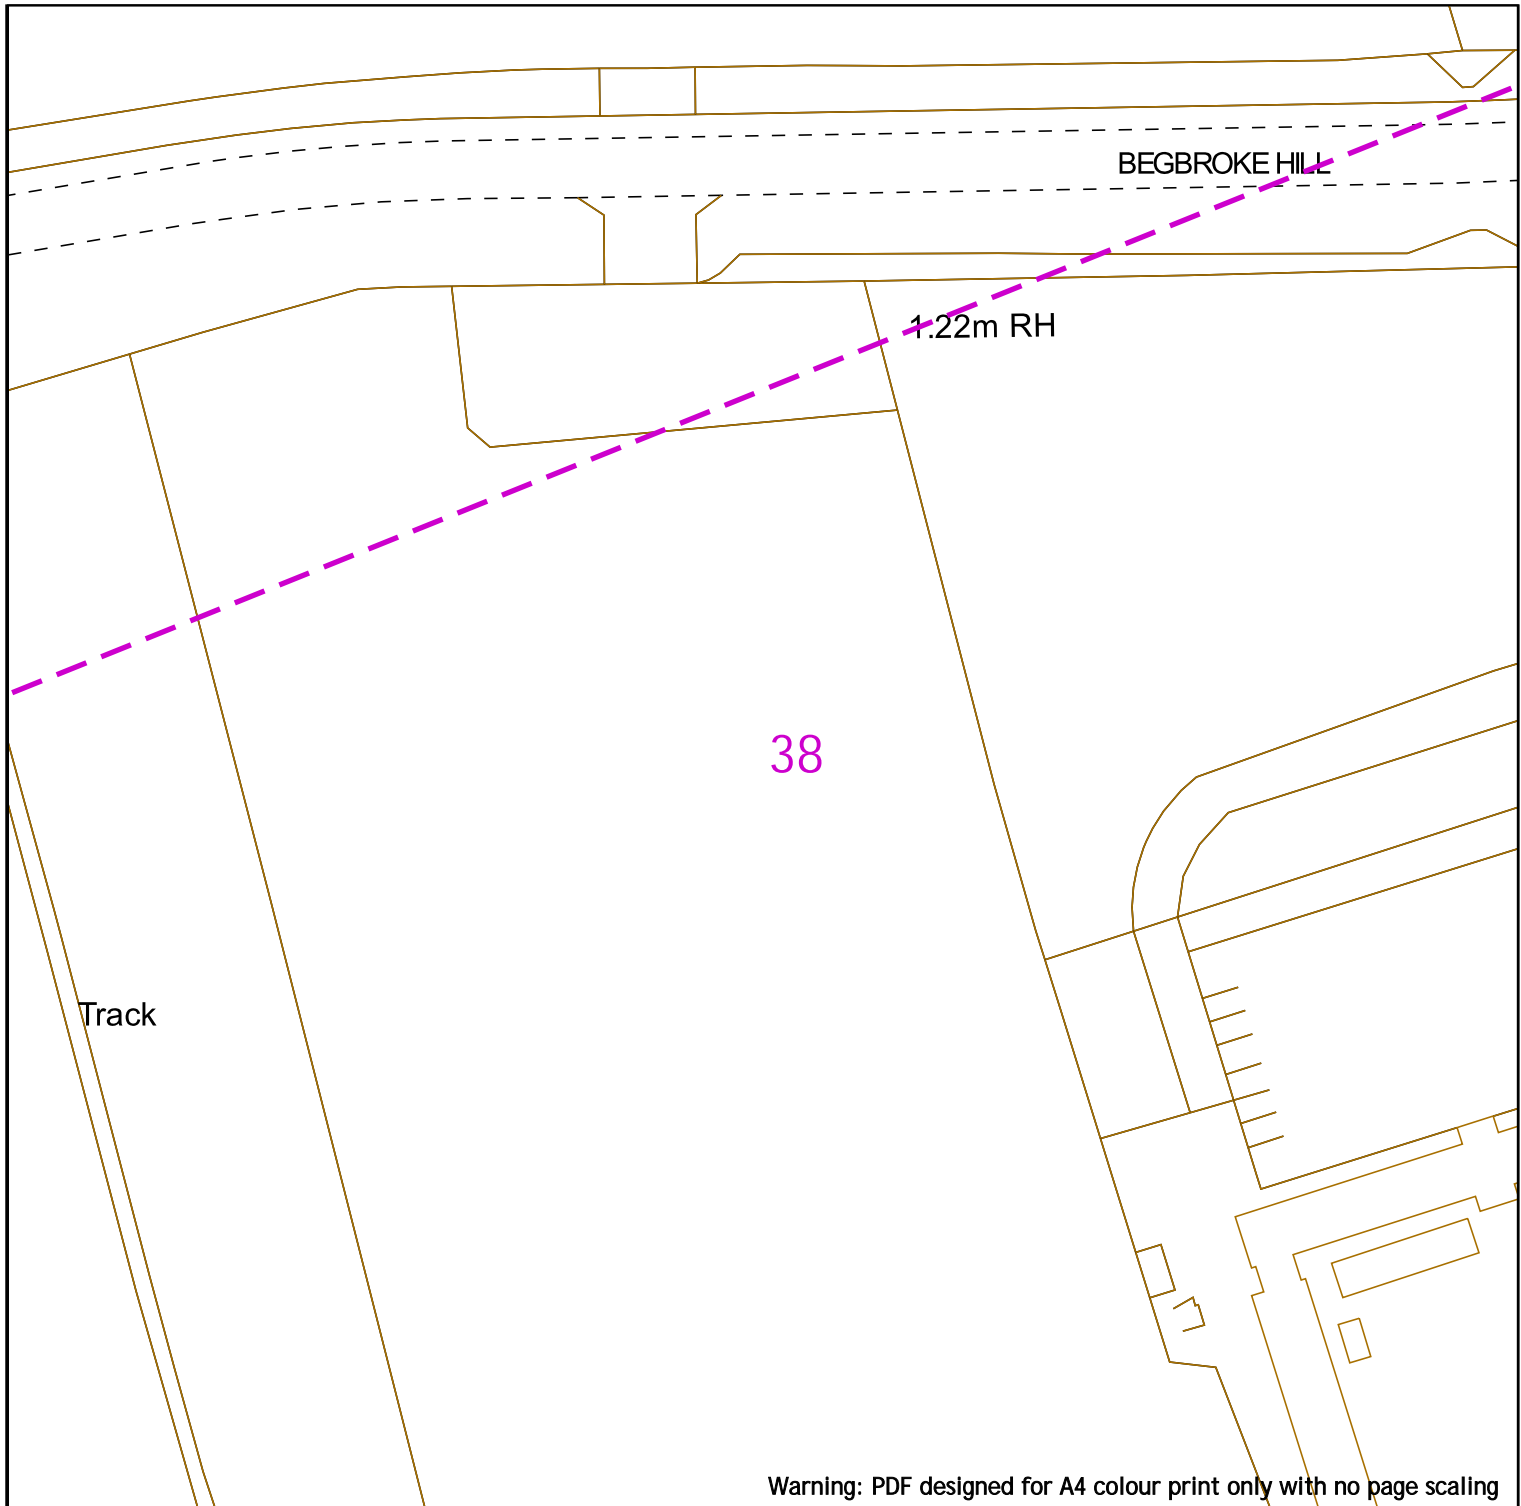 BEGBROKE HILL
1.22m RH
38
Track
Warning: PDF designed for A4 colour print only with no page scaling